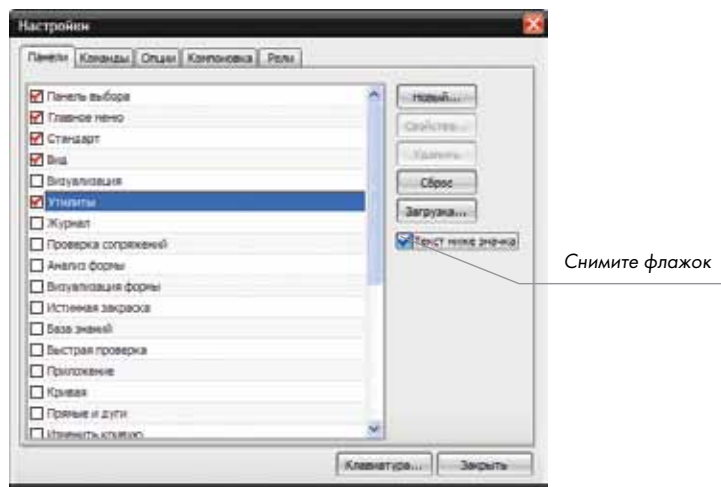 Настройки
Панели Команды Опции Компоновка Роли
Панель выбора
Главное меню
Стандарт
Вид
Визуализация
Утилиты
Журнал
Проверка сопряжений
Анализ формы
Визуализация формы
Истинная закраска
База знаний
Быстрая проверка
Приложение
Кривая
Прямые и дуги
Изменить кривую
Новый...
Свойства...
Удалить
Сброс
Загрузка...
Текст ниже значка
Снимите флажок
Клавиатура... Закрыть